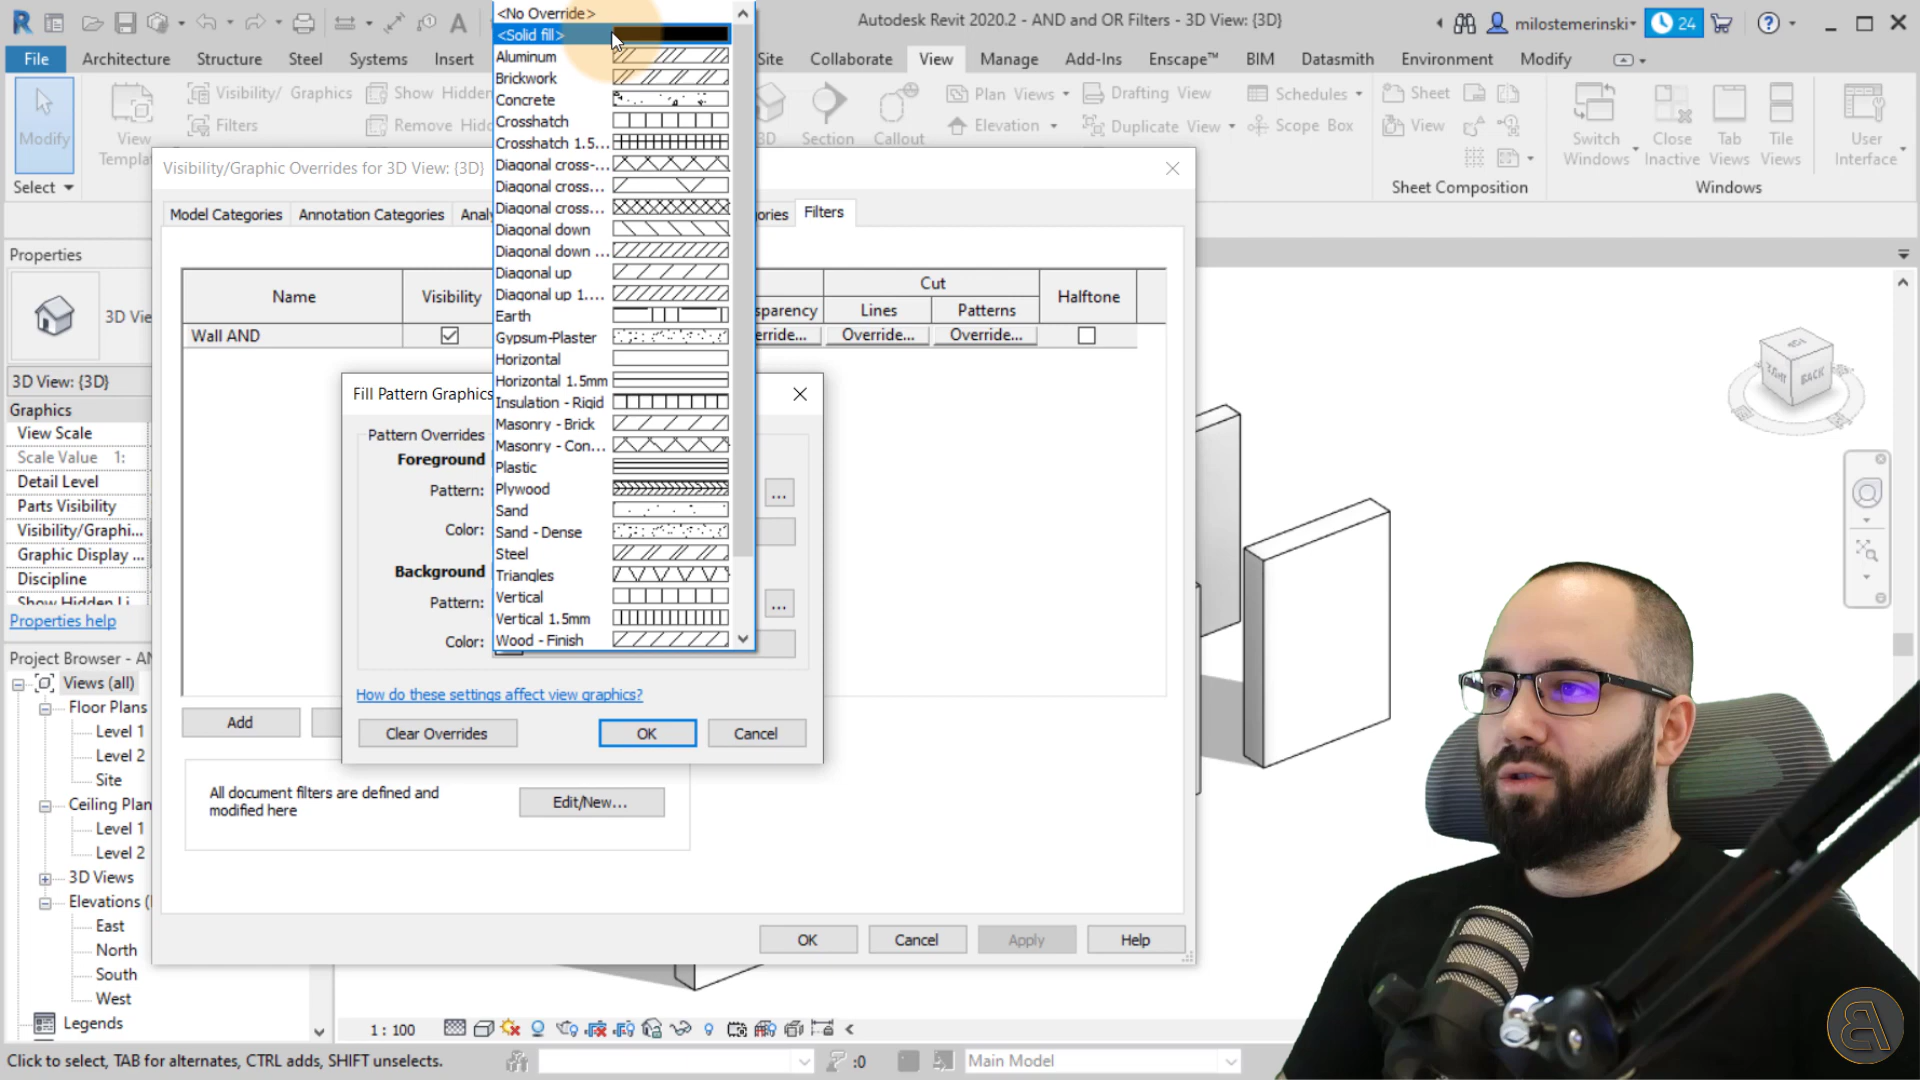 Autodesk Revit 2020.2 - AND and OR Filters - 3D View: {3D}
milostemerinski
24
File
Architecture
Structure
Steel
Systems
Insert
Site
Collaborate
View
Manage
Add-Ins
Enscape™
BIM
Datasmith
Environment
Modify
Modify
View
Visibility/ Graphics
Filters
Show Hidden
Remove
3D
Section
Callout
Plan Views
Elevation
Drafting View
Duplicate View
Schedules
Scope Box
Sheet
View
Switch
Windows
Close
Inactive
Tab
Views
Tile
Views
User
Interface
Select
Sheet Composition
Windows
Visibility/Graphic Overrides for 3D View: {3D}
Model Categories
Annotation Categories
Filters
Name
Visibility
Cut
Lines
Patterns
Halftone
Wall AND
Override...
Override...
<No Override>
<Solid fill>
Aluminum
Brickwork
Concrete
Crosshatch
Crosshatch 1.5...
Diagonal cross-...
Diagonal cross...
Diagonal cross...
Diagonal down
Diagonal down ...
Diagonal up
Diagonal up 1....
Earth
Gypsum-Plaster
Horizontal
Horizontal 1.5mm
Insulation - Rigid
Masonry - Brick
Masonry - Con...
Plastic
Plywood
Sand
Sand - Dense
Steel
Triangles
Vertical
Vertical 1.5mm
Wood - Finish
Fill Pattern Graphics
Pattern Overrides
Foreground
Pattern:
...
Color:
Background
Pattern:
...
Color:
How do these settings affect view graphics?
Clear Overrides
OK
Cancel
Add
All document filters are defined and
modified here
Edit/New...
OK
Cancel
Apply
Help
Properties
3D Vie
3D View: {3D}
Graphics
View Scale
Scale Value 1:
Detail Level
Parts Visibility
Visibility/Graphi...
Graphic Display ...
Discipline
Show Hidden Li
Properties help
Project Browser - AN
Views (all)
Floor Plans
Level 1
Level 2
Site
Ceiling Plan
Level 1
Level 2
3D Views
Elevations (
East
North
South
West
Legends
RIGHT
BACK
1 : 100
Click to select, TAB for alternates, CTRL adds, SHIFT unselects.
:0
Main Model